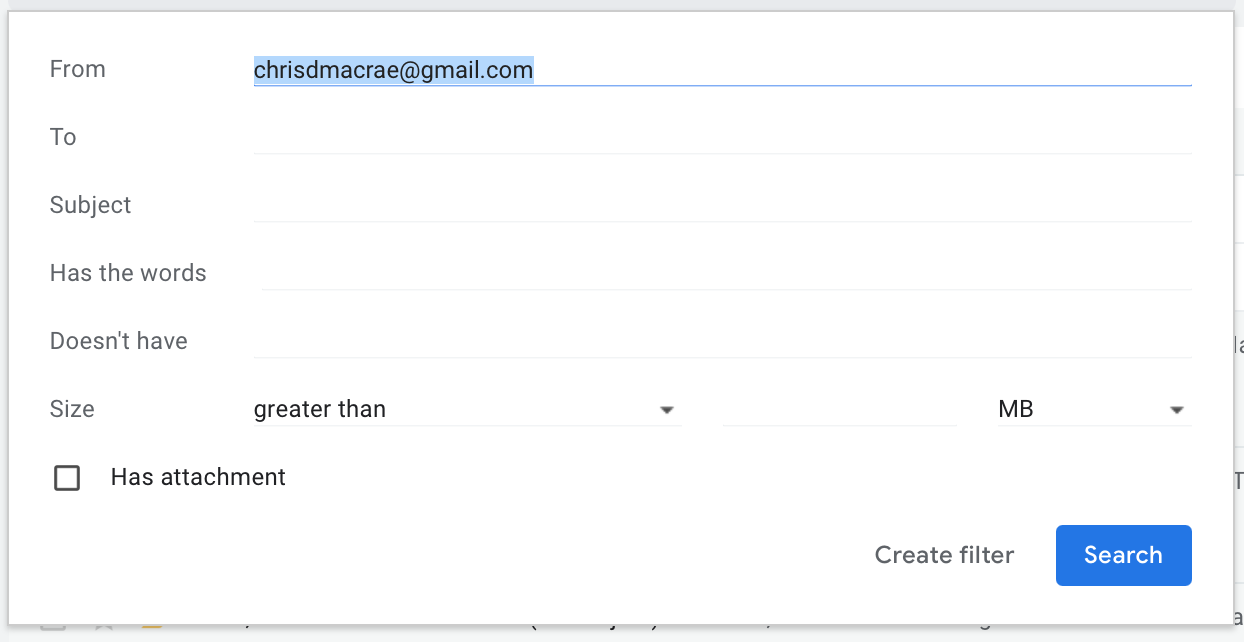 From chrisdmacrae@gmail.com
To
Subject
Has the words
Doesn't have
Size greater than MB
Has attachment
Create filter Search